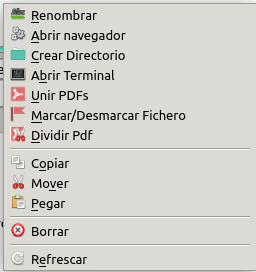 Renombrar
Abrir navegador
Crear Directorio
Abrir Terminal
Unir PDFs
Marcar/Desmarcar Fichero
Dividir Pdf
Copiar
Mover
Pegar
Borrar
Refrescar